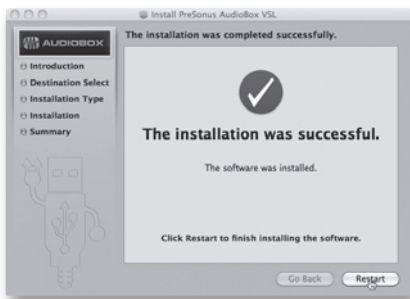 Install PreSonus AudioBox VSL
The installation was completed successfully.
AUDIOBOX
Introduction
Destination Select
Installation Type
Installation
Summary
The installation was successful.
The software was installed.
Click Restart to finish installing the software.
Go Back
Restart